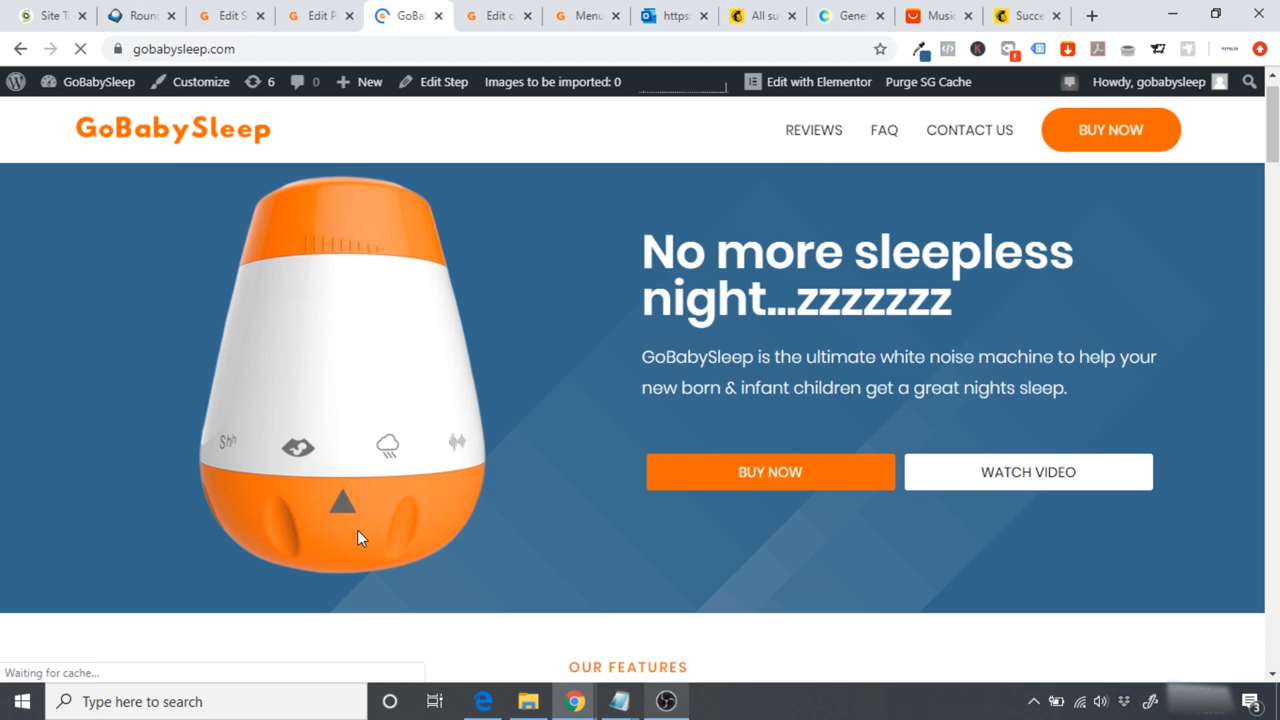 Site T
Roun
Edit S
Edit P
GoBa
Edit c
Menu
https:
All su
Gene
Music
Succe
gobabysleep.com
GoBabySleep
Customize
6
0
New
Edit Step
Images to be imported: 0
Edit with Elementor
Purge SG Cache
Howdy, gobabysleep
GoBabySleep
REVIEWS
FAQ
CONTACT US
BUY NOW
No more sleepless
night...zzzzzzz
GoBabySleep is the ultimate white noise machine to help your
new born & infant children get a great nights sleep.
Shh
BUY NOW
WATCH VIDEO
OUR FEATURES
Waiting for cache...
Type here to search
3